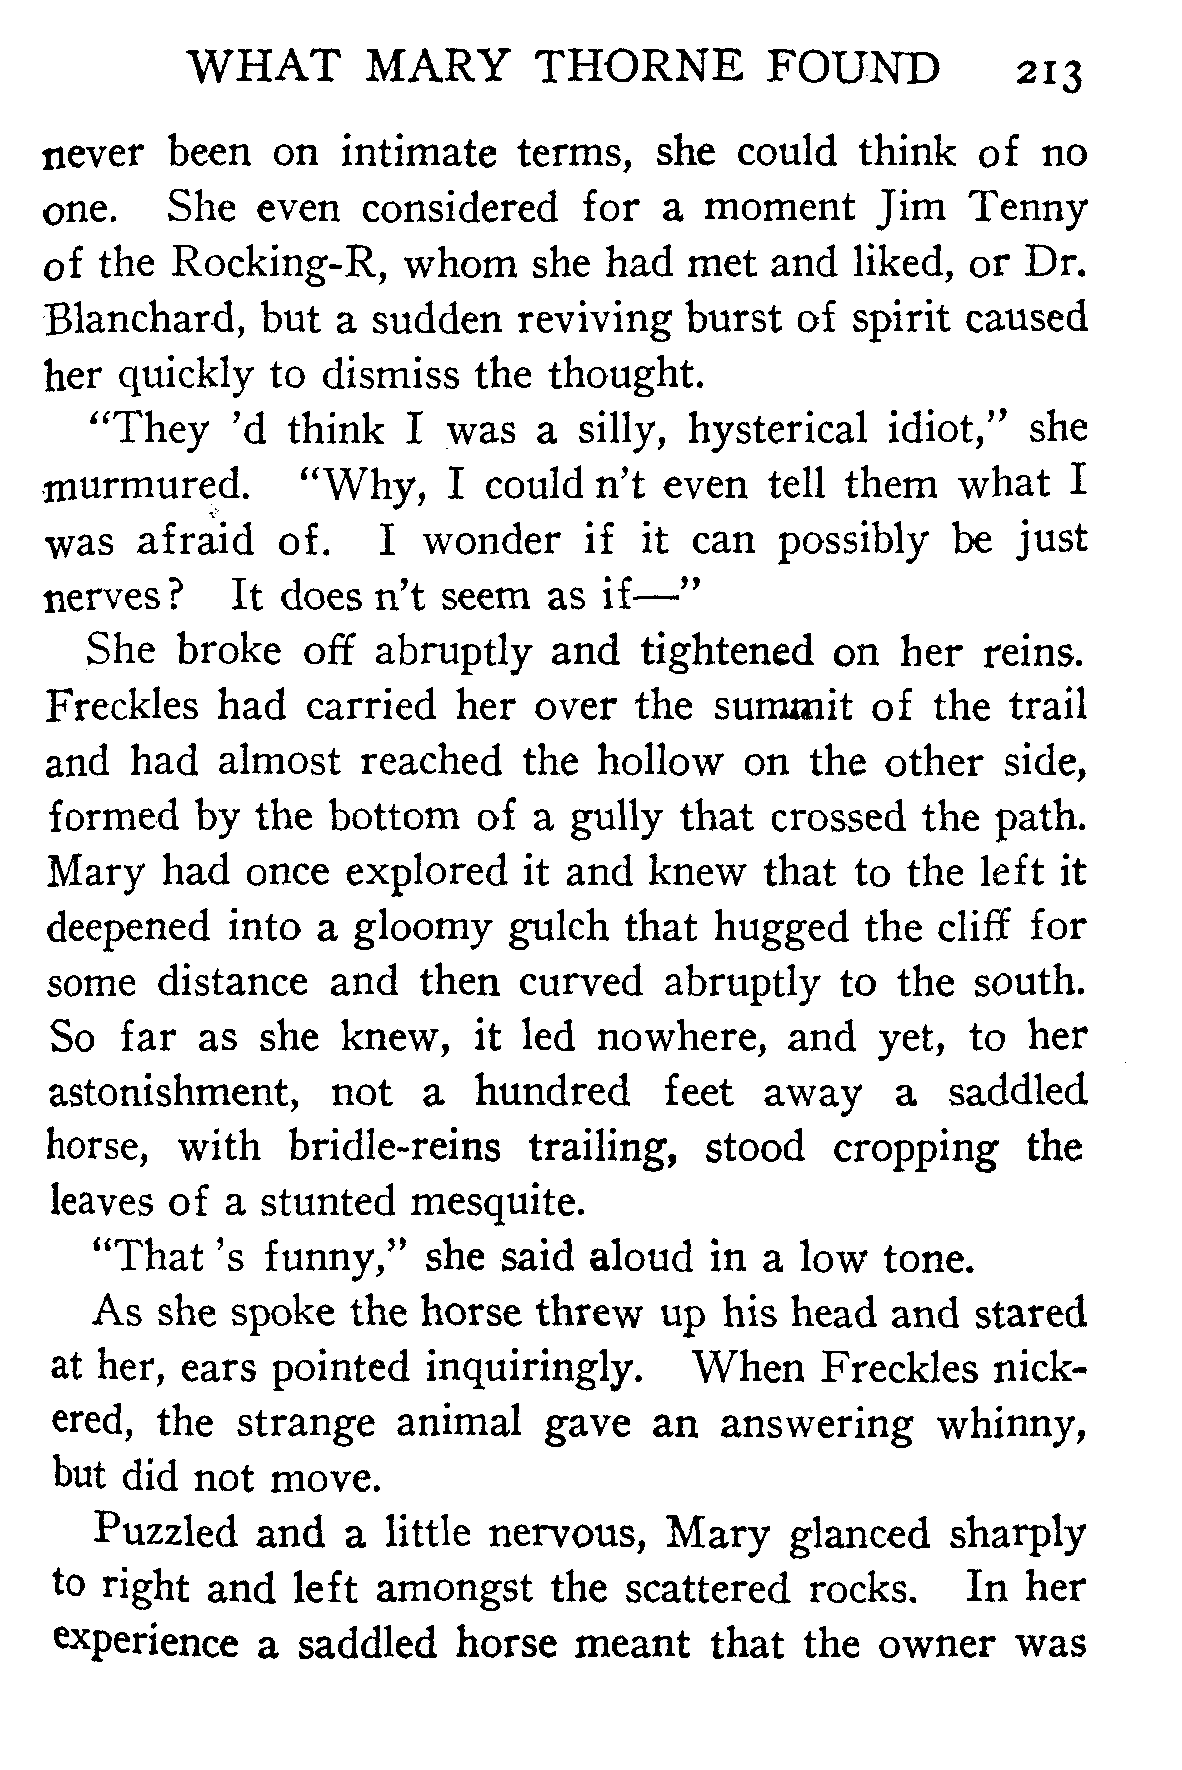 WHAT MARY THORNE FOUND 213
never been on intimate terms, she could think of no
one. She even considered for a moment Jim Tenny
of the Rocking-R, whom she had met and liked, or Dr.
Blanchard, but a sudden reviving burst of spirit caused
her quickly to dismiss the thought.
“They ’d think I was a silly, hysterical idiot,” she
murmured. “Why, I could n’t even tell them what I
was afraid of. I wonder if it can possibly be just
nerves? It does n’t seem as if—”
She broke off abruptly and tightened on her reins.
Freckles had carried her over the summit of the trail
and had almost reached the hollow on the other side,
formed by the bottom of a gully that crossed the path.
Mary had once explored it and knew that to the left it
deepened into a gloomy gulch that hugged the cliff for
some distance and then curved abruptly to the south.
So far as she knew, it led nowhere, and yet, to her
astonishment, not a hundred feet away a saddled
horse, with bridle-reins trailing, stood cropping the
leaves of a stunted mesquite.
“That ’s funny,” she said aloud in a low tone.
As she spoke the horse threw up his head and stared
at her, ears pointed inquiringly. When Freckles nick-
ered, the strange animal gave an answering whinny,
but did not move.
Puzzled and a little nervous, Mary glanced sharply
to right and left amongst the scattered rocks. In her
experience a saddled horse meant that the owner was